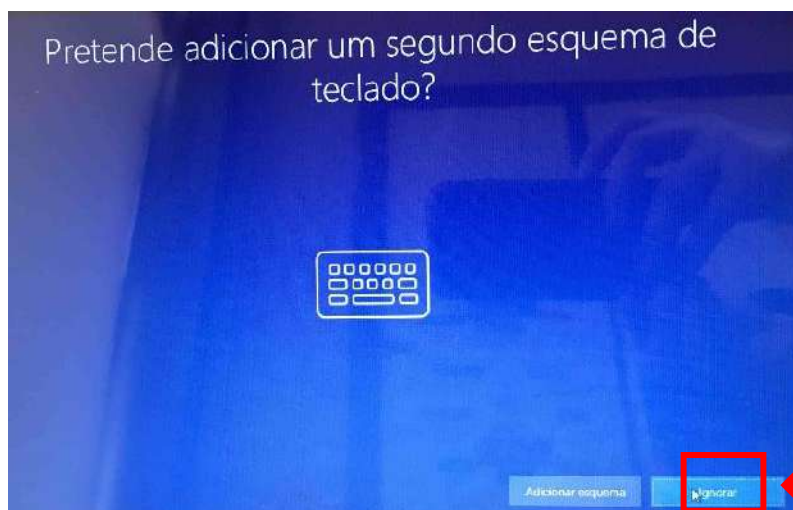 Pretende adicionar um segundo esquema de
teclado?
Adicionar esquema
Ignorar